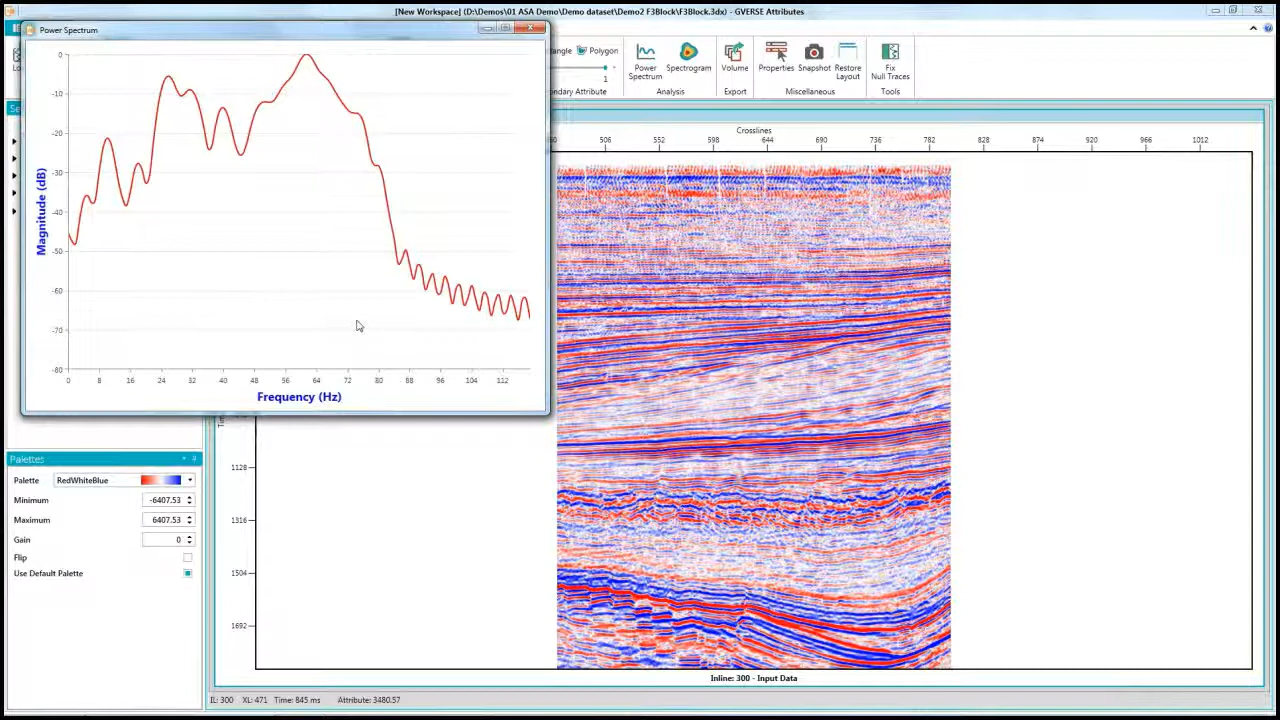 [New Workspace] (D:\Demos\01 ASA Demo\Demo dataset\Demo2 F3Block\F3Block.3dx) - GVERSE Attributes
Power Spectrum
0
-10
-20
-30
-40
-50
-60
-70
-80
Magnitude (dB)
0 8 16 24 32 40 48 56 64 72 80 88 96 104 112
Frequency (Hz)
Polygon
1
Power Spectrum
Spectrogram
Analysis
Volume
Export
Properties
Snapshot
Restore Layout
Miscellaneous
Fix Null Traces
Tools
Crosslines
506 552 598 644 690 736 782 828 874 920 966 1012
1128
1316
1504
1692
Inline: 300 - Input Data
Palettes
Palette RedWhiteBlue
Minimum -6407.53
Maximum 6407.53
Gain 0
Flip
Use Default Palette
IL: 300 XL: 471 Time: 845 ms Attribute: 3480.57